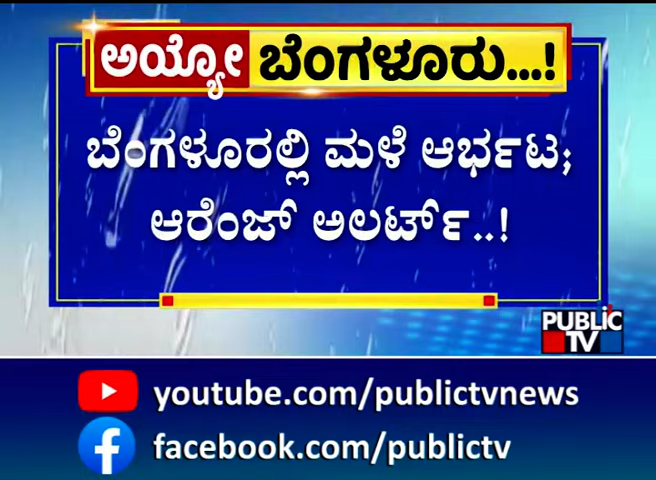 ಅಯ್ಯೋ ಬೆಂಗಳೂರು...!
ಬೆಂಗಳೂರಲ್ಲಿ ಮಳೆ ಆರ್ಭಟ;
ಆರೆಂಜ್ ಅಲರ್ಟ್..!
PUBLiC
TV
youtube.com/publictvnews
facebook.com/publictv